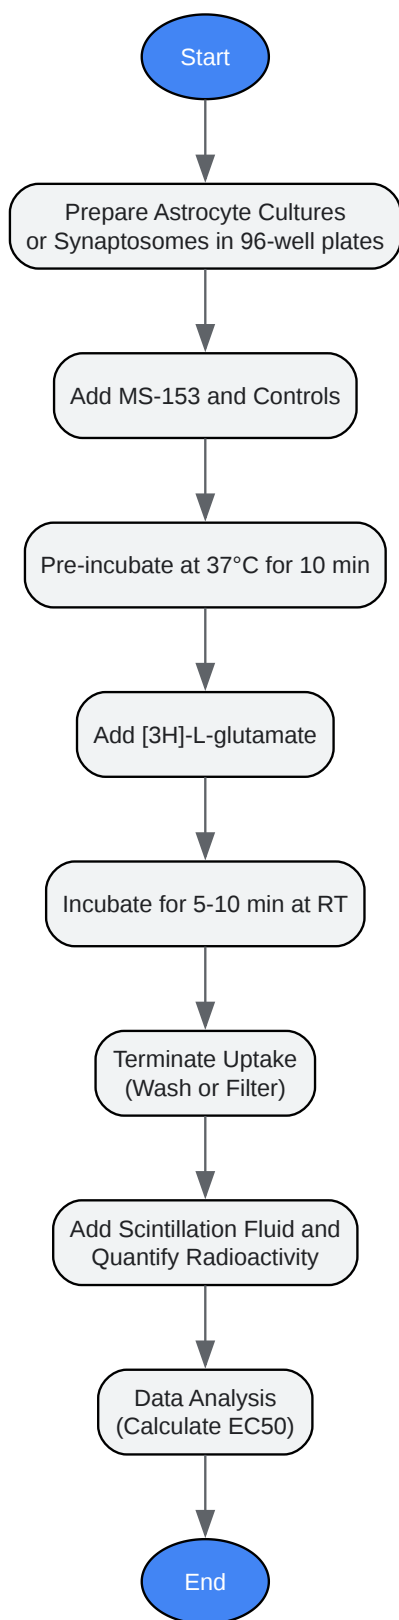 Start
Prepare Astrocyte Cultures
or Synaptosomes in 96-well plates
Add MS-153 and Controls
Pre-incubate at 37°C for 10 min
Add [3H]-L-glutamate
Incubate for 5-10 min at RT
Terminate Uptake
(Wash or Filter)
Add Scintillation Fluid and
Quantify Radioactivity
Data Analysis
(Calculate EC50)
End